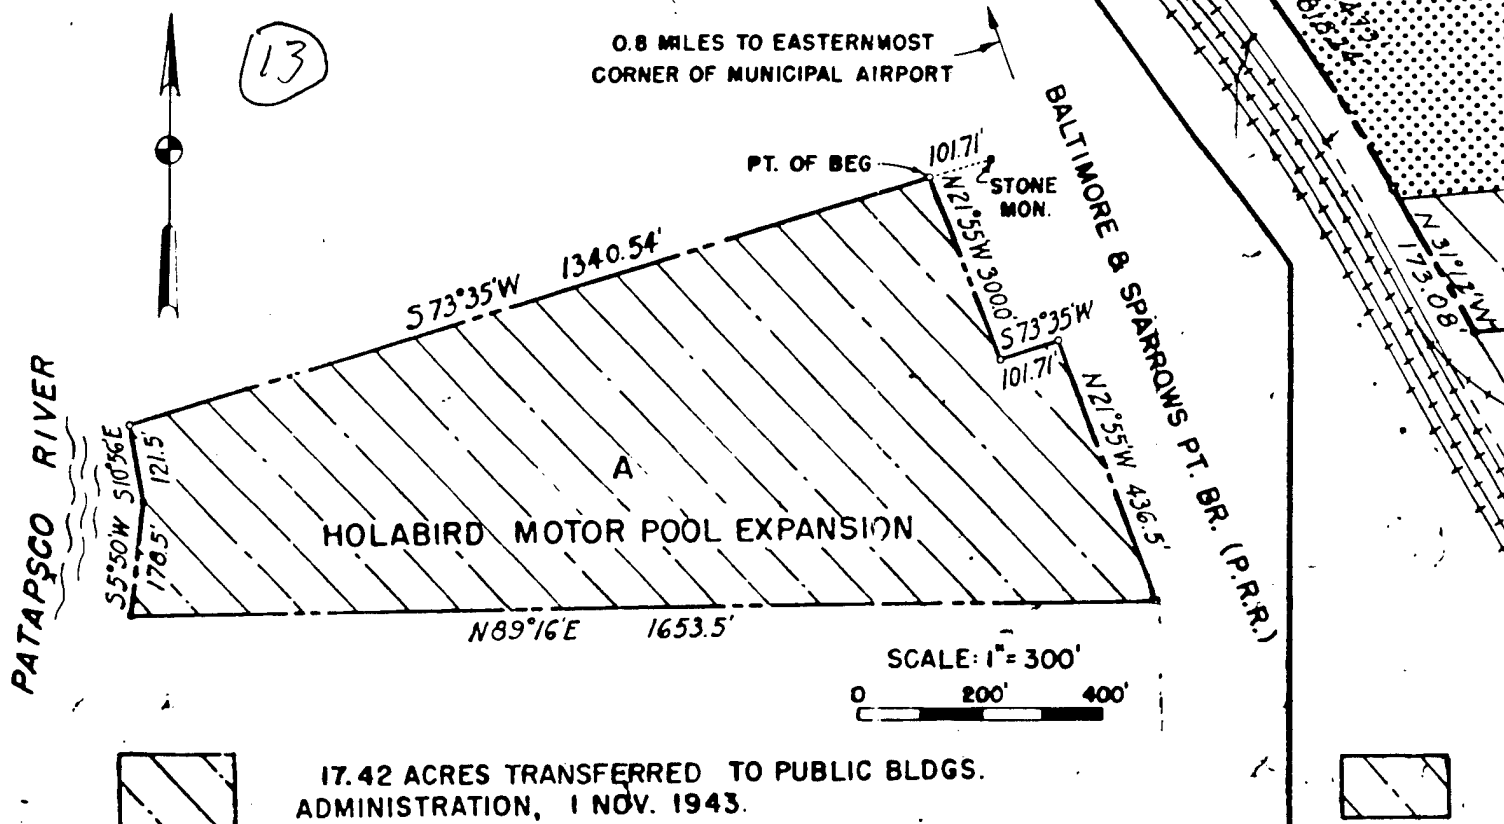 13
0.8 MILES TO EASTERNMOST
CORNER OF MUNICIPAL AIRPORT
PT. OF BEG
101.71'
STONE
MON.
BALTIMORE & SPARROWS PT. BR. (P.R.R.)
N21°55'W 300.0'
S73°35'W 1340.54'
S73°35'W
101.71'
N21°55'W 436.5'
PATAPSCO RIVER
S10°56'E
121.5'
S5°50'W
178.5'
A
HOLABIRD MOTOR POOL EXPANSION
N89°16'E 1653.5'
SCALE: 1"= 300'
0 200' 400'
17.42 ACRES TRANSFERRED TO PUBLIC BLDGS.
ADMINISTRATION, 1 NOV. 1943.
N31°12'W
173.08'